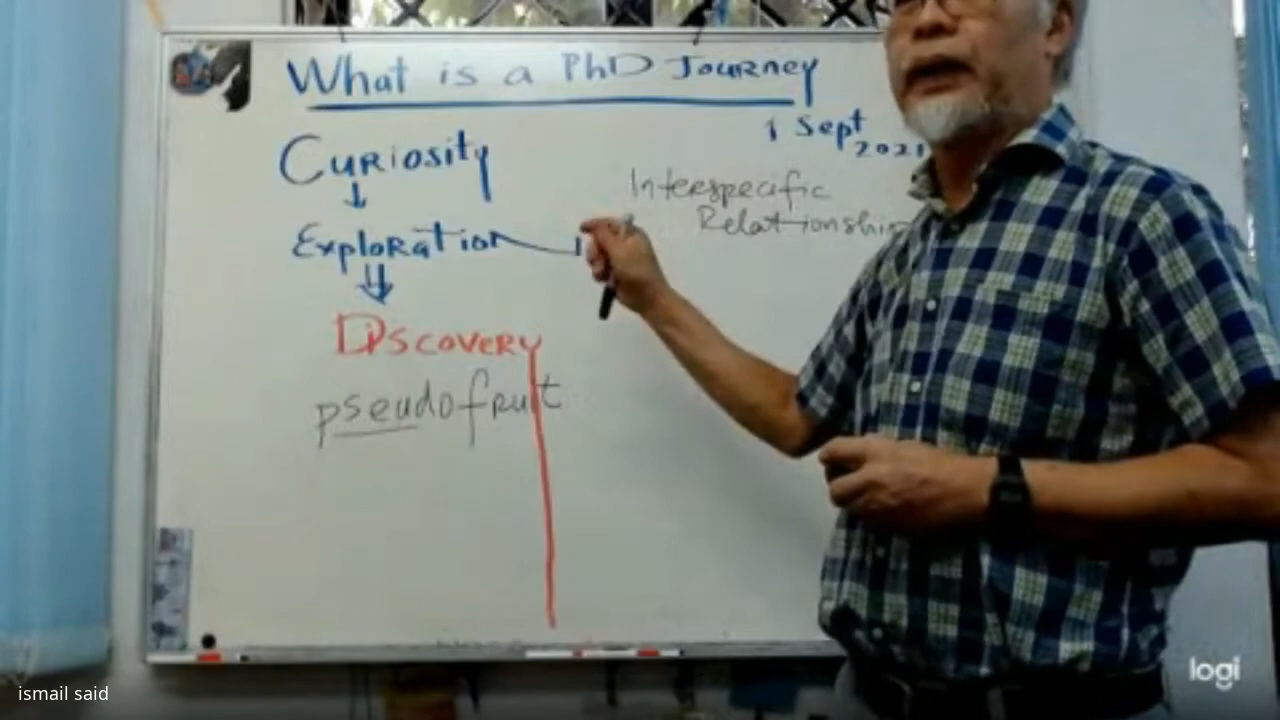 What is a PhD Journey
1 Sept
2021
Curiosity
Interspecific
Relationship
Exploration
Discovery
pseudofruit
logi
ismail said